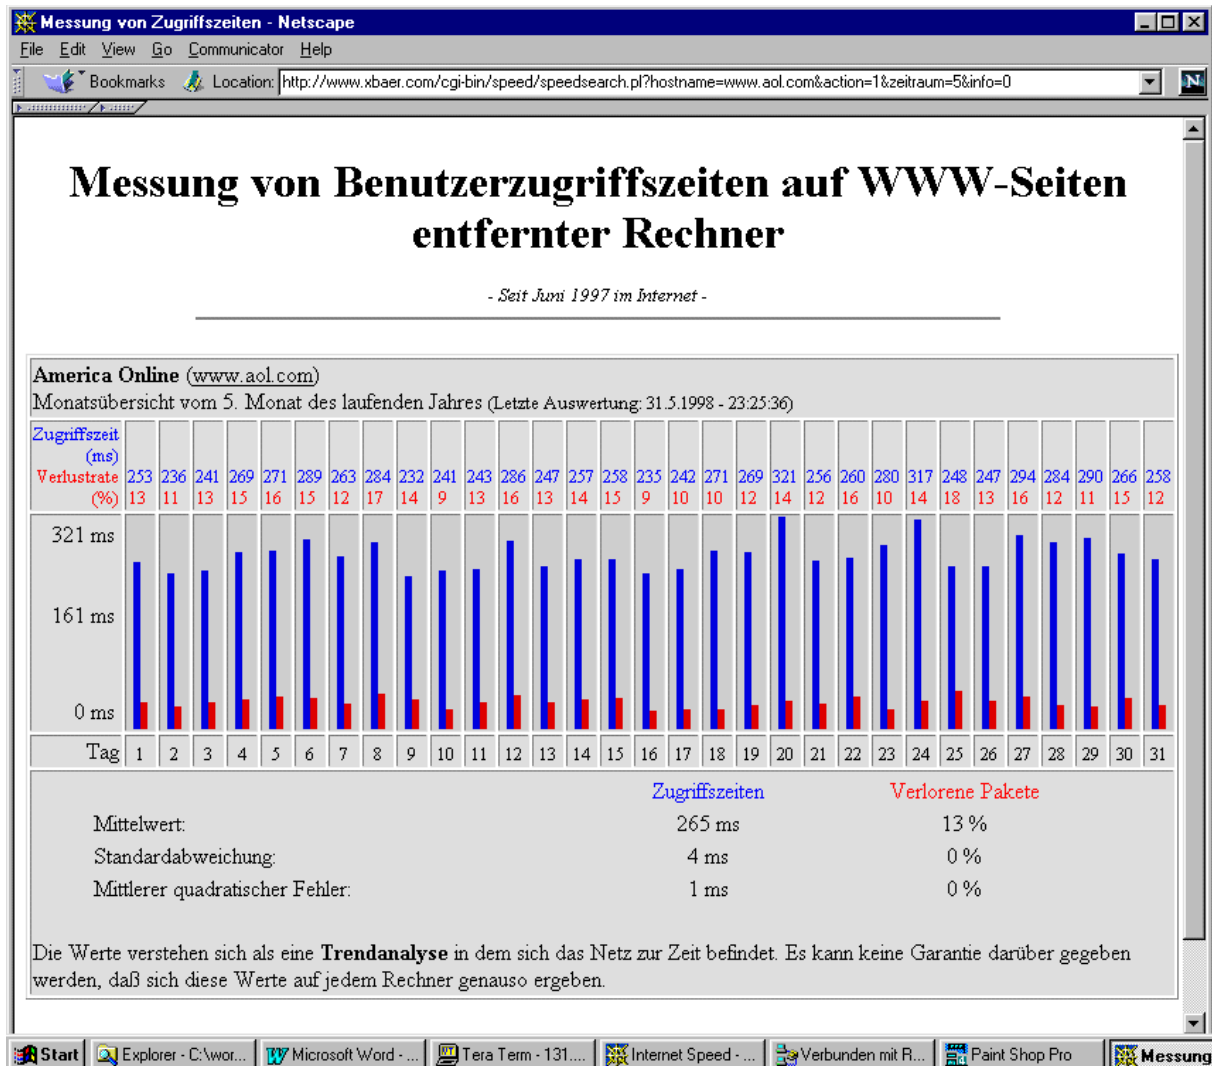 Messung von Zugriffszeiten - Netscape
File Edit View Go Communicator Help
Bookmarks Location: http://www.xbaer.com/cgi-bin/speed/speedsearch.pl?hostname=www.aol.com&action=1&zeitraum=5&info=0
N
Messung von Benutzerzugriffszeiten auf WWW-Seiten
entfernter Rechner
- Seit Juni 1997 im Internet -
America Online (www.aol.com)
Monatsübersicht vom 5. Monat des laufenden Jahres (Letzte Auswertung: 31.5.1998 - 23:25:36)
Zugriffszeit
(ms)
Verlustrate 253 236 241 269 271 289 263 284 232 241 243 286 247 257 258 235 242 271 269 321 256 260 280 317 248 247 294 284 290 266 258
(%) 13 11 13 15 16 15 12 17 14 9 13 16 13 14 15 9 10 10 12 14 12 16 10 14 18 13 16 12 11 15 12
321 ms
161 ms
0 ms
Tag 1 2 3 4 5 6 7 8 9 10 11 12 13 14 15 16 17 18 19 20 21 22 23 24 25 26 27 28 29 30 31
Zugriffszeiten Verlorene Pakete
Mittelwert: 265 ms 13 %
Standardabweichung: 4 ms 0 %
Mittlerer quadratischer Fehler: 1 ms 0 %
Die Werte verstehen sich als eine Trendanalyse in dem sich das Netz zur Zeit befindet. Es kann keine Garantie darüber gegeben
werden, daß sich diese Werte auf jedem Rechner genauso ergeben.
Start Explorer - C:\wor... Microsoft Word - ... Tera Term - 131.... Internet Speed - ... Verbunden mit R... Paint Shop Pro Messung